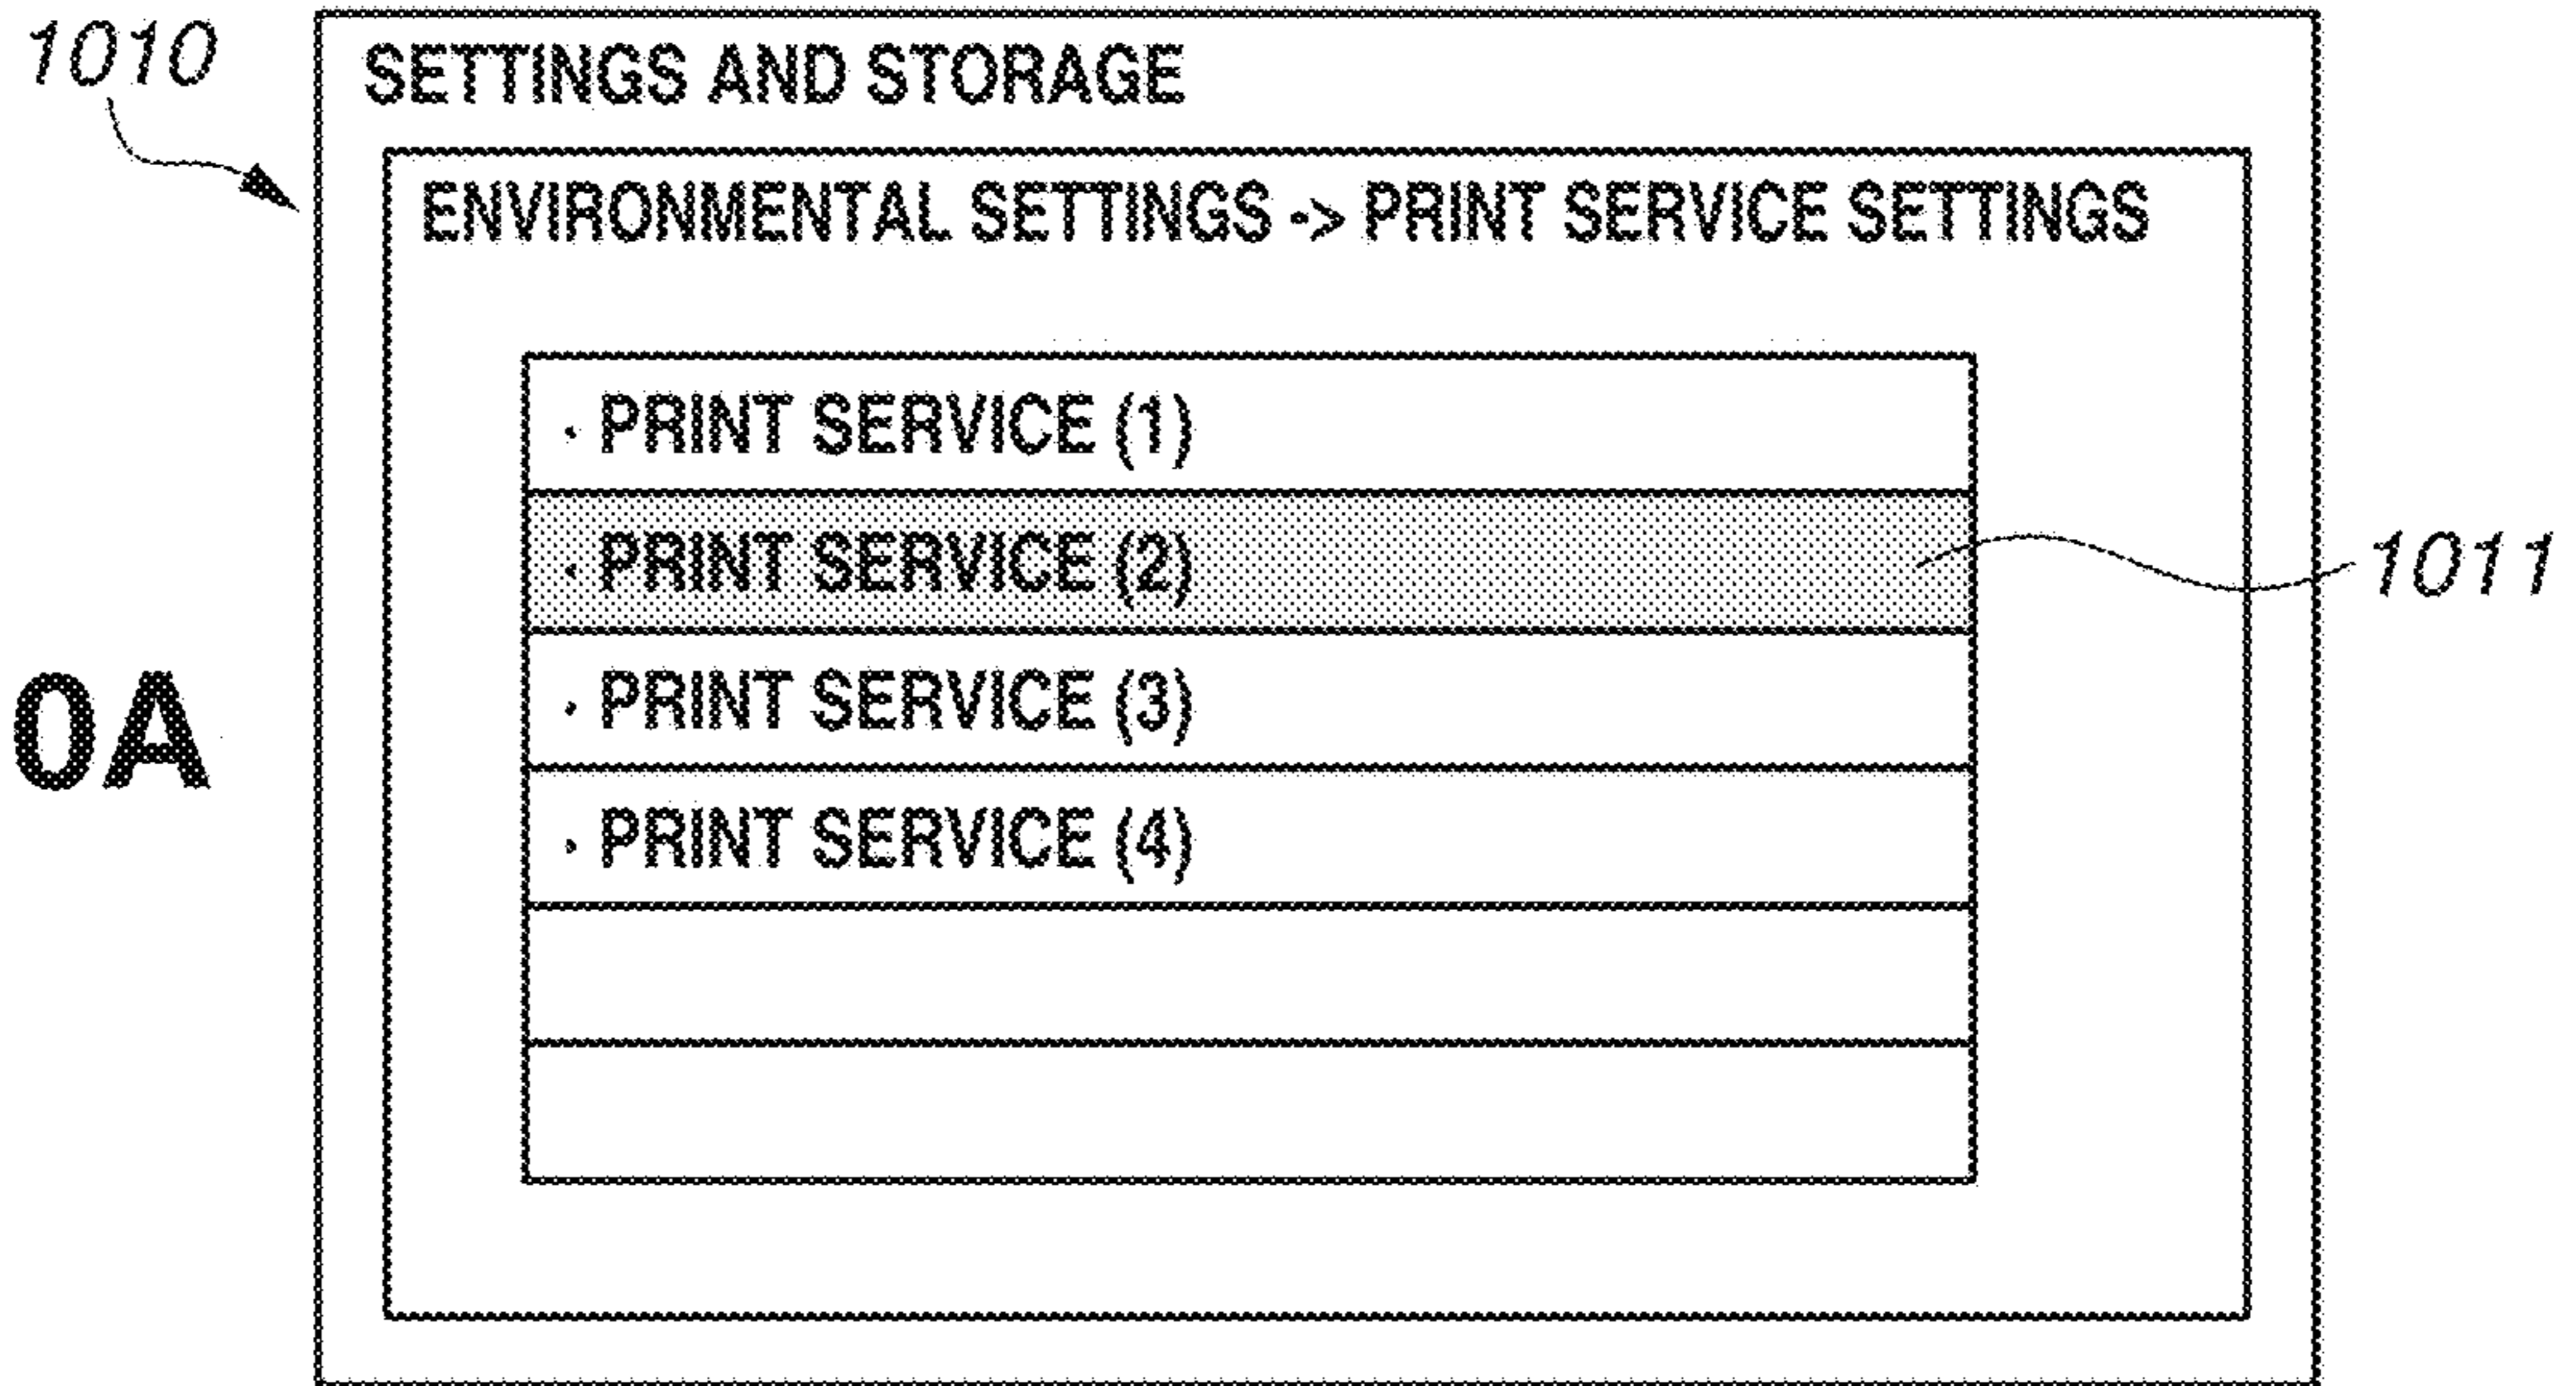 1010
SETTINGS AND STORAGE
ENVIRONMENTAL SETTINGS -> PRINT SERVICE SETTINGS
· PRINT SERVICE (1)
· PRINT SERVICE (2)
1011
· PRINT SERVICE (3)
0A
· PRINT SERVICE (4)